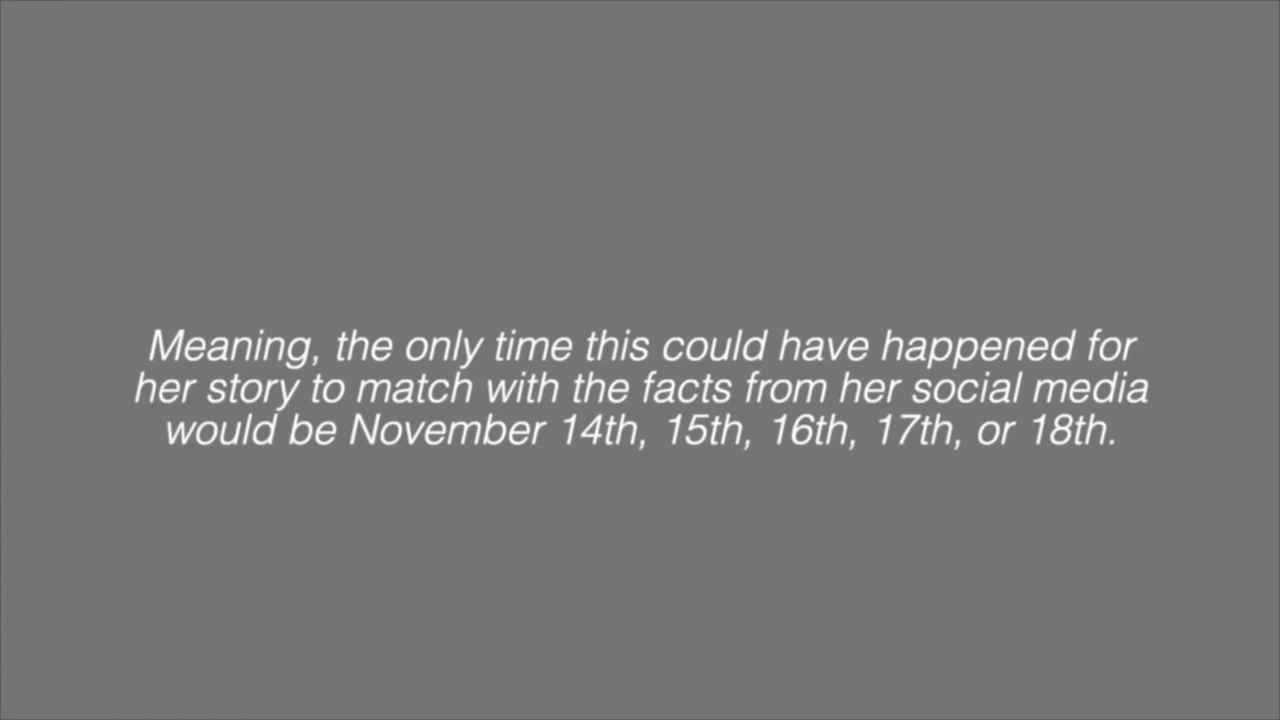 Meaning, the only time this could have happened for
her story to match with the facts from her social media
would be November 14th, 15th, 16th, 17th, or 18th.